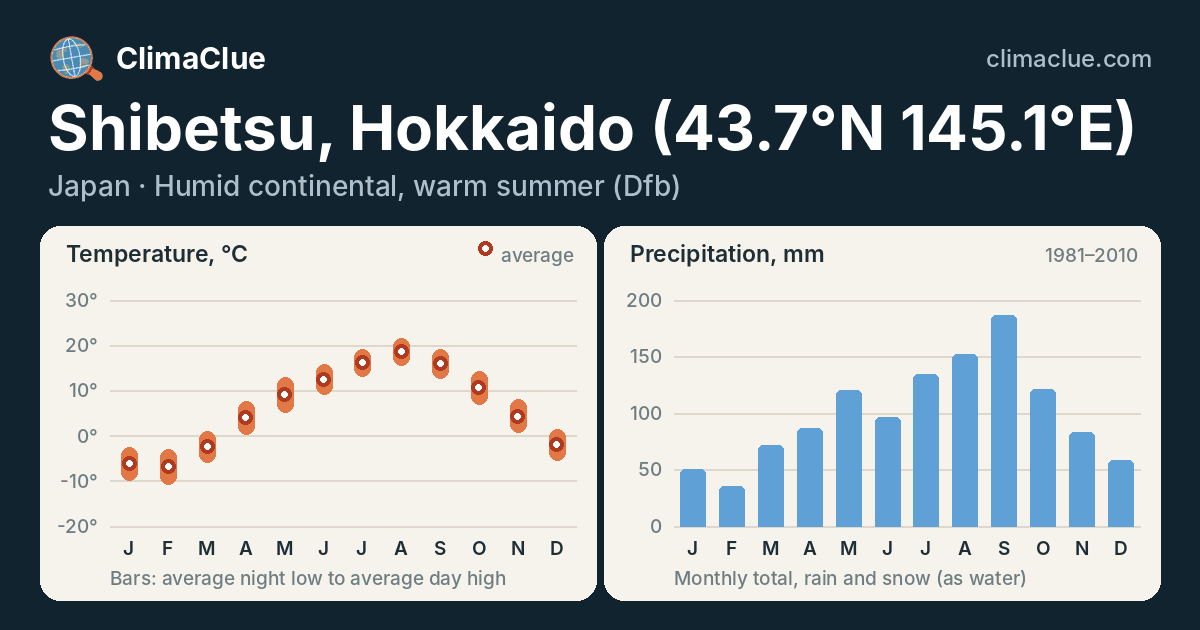 ClimaClue
climaclue.com
Shibetsu, Hokkaido (43.7°N 145.1°E)
Japan · Humid continental, warm summer (Dfb)
Temperature, °C
average
30°
20°
10°
0°
-10°
-20°
J F M A M J J A S O N D
Bars: average night low to average day high
Precipitation, mm
1981–2010
200
150
100
50
0
J F M A M J J A S O N D
Monthly total, rain and snow (as water)